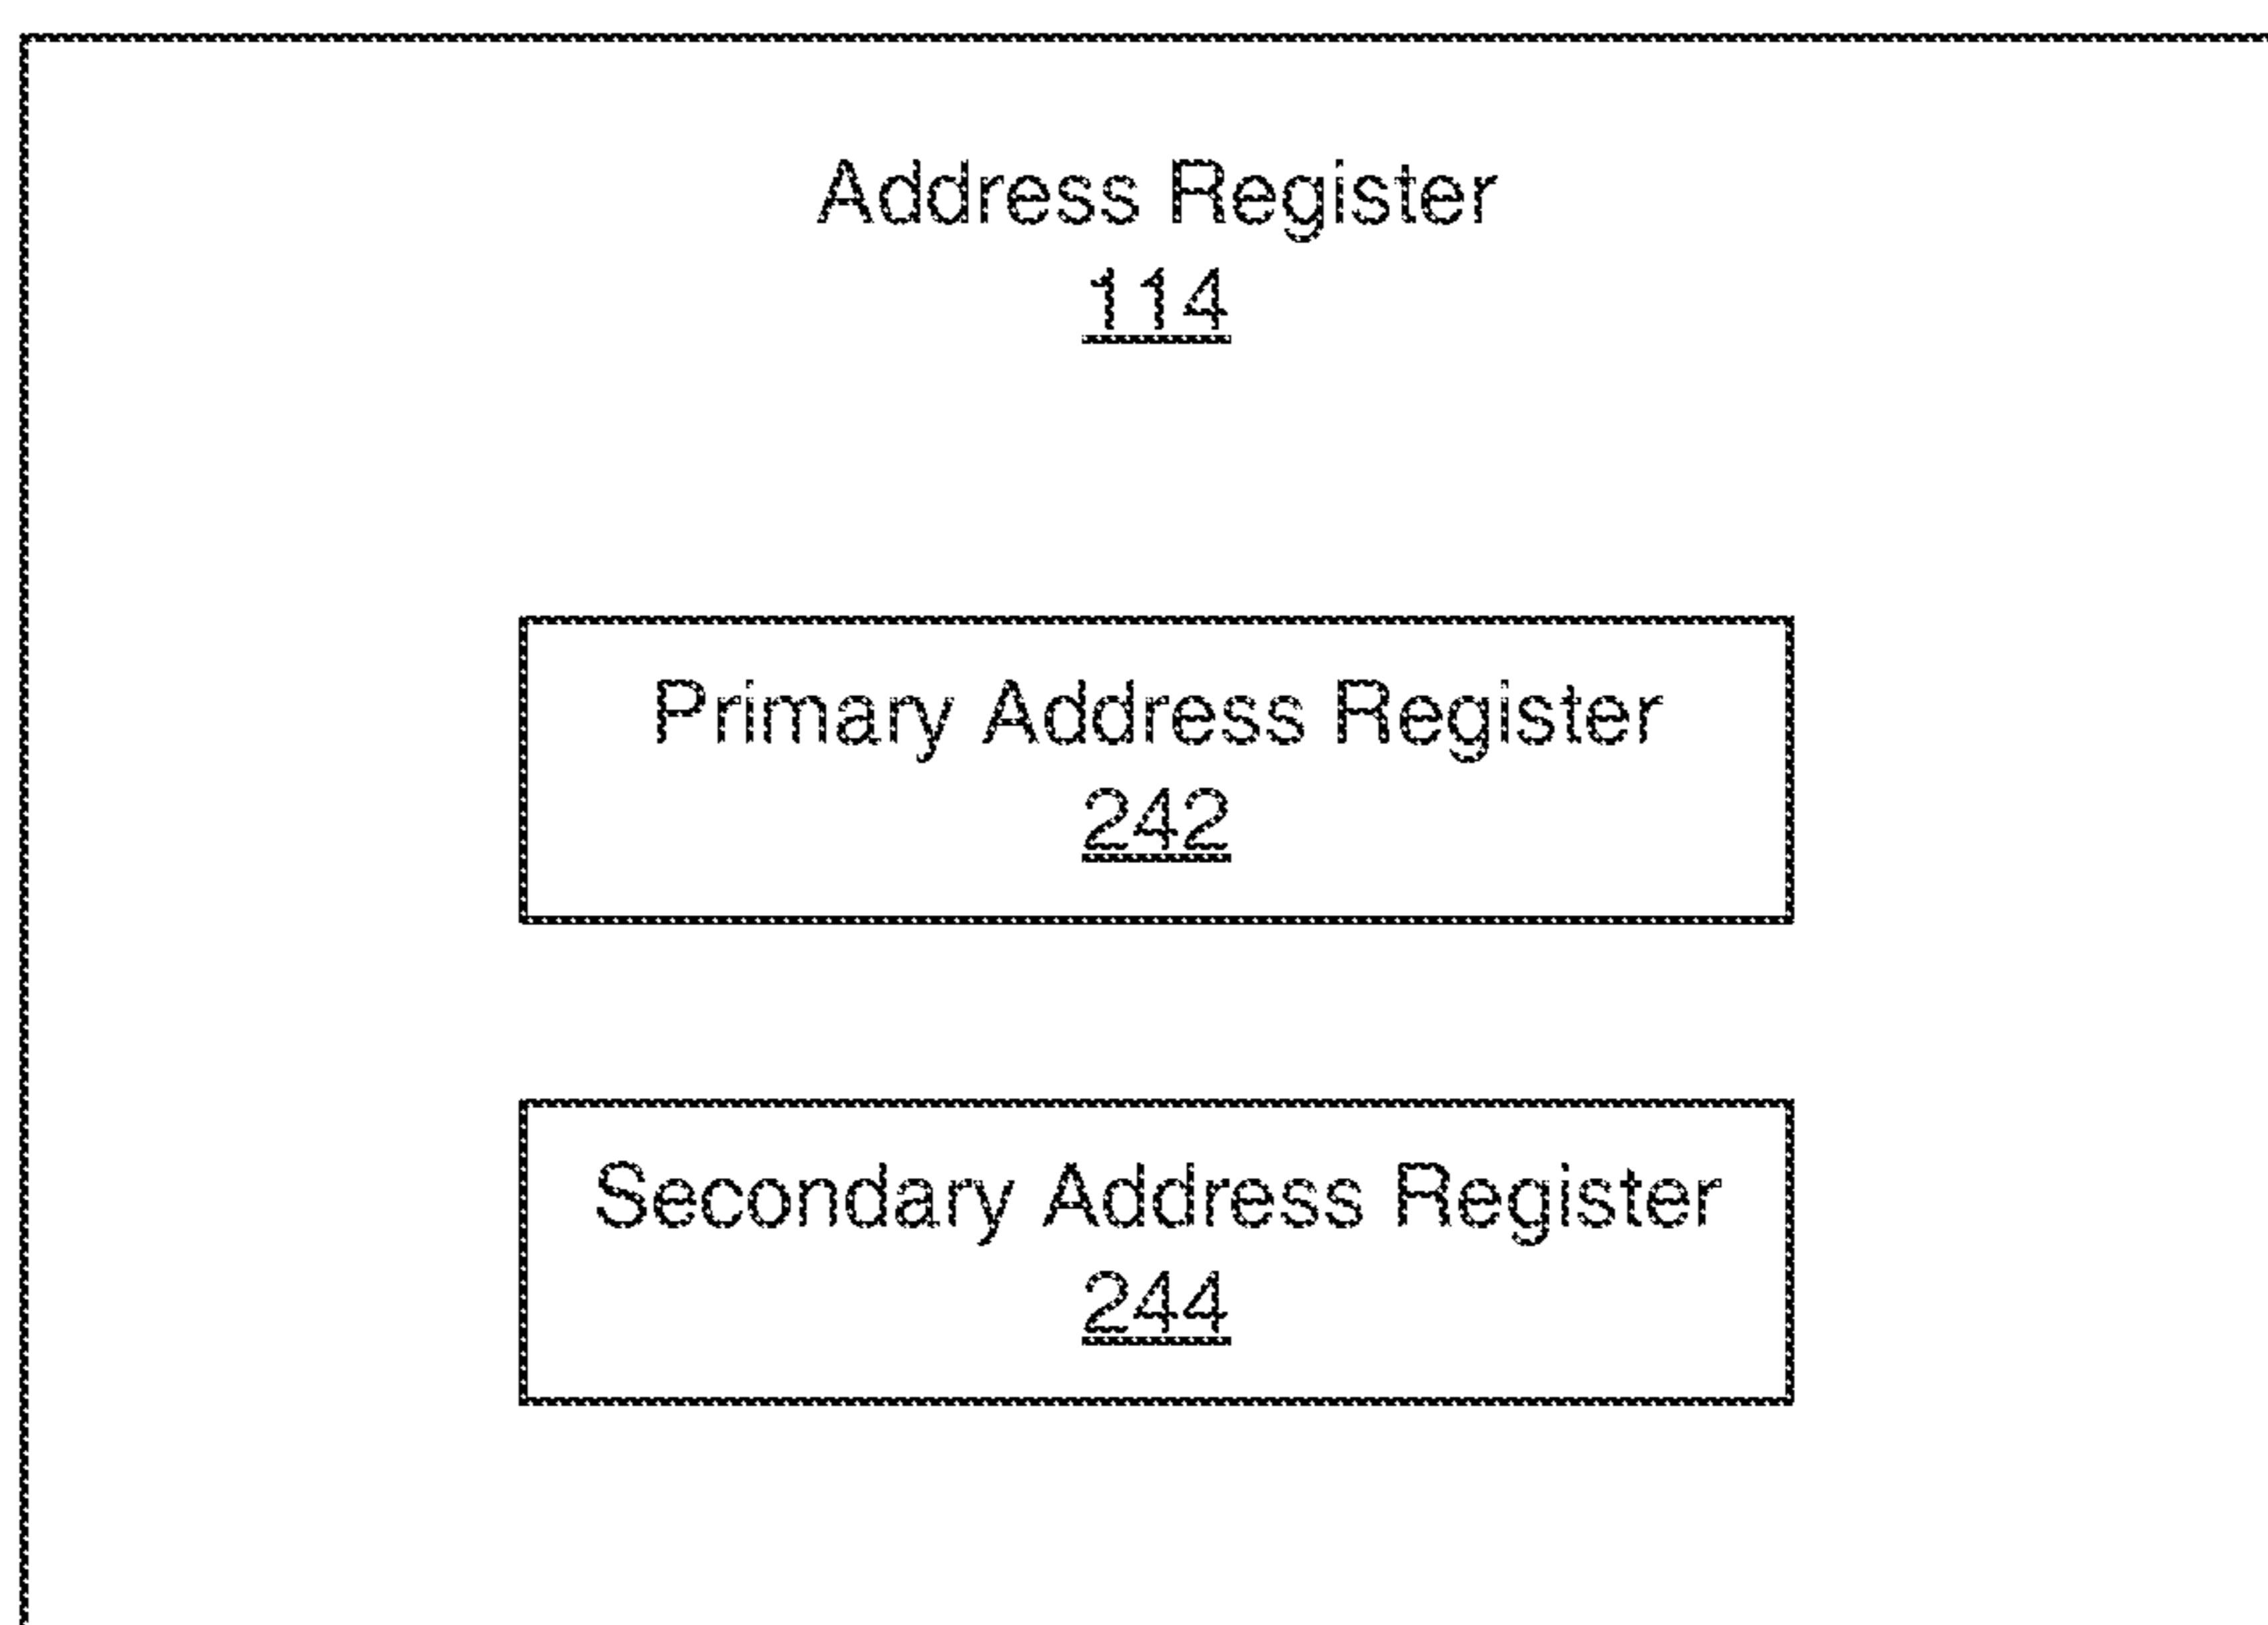 Address Register
114
Primary Address Register
242
Secondary Address Register
244